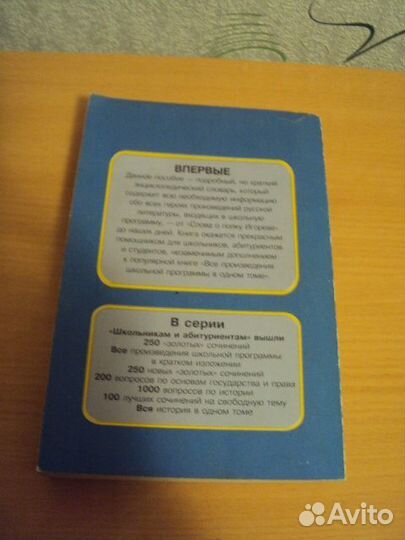 ВПЕРВЫЕ
Данное пособие — подробный, но краткий
энциклопедический словарь, который
содержит всю необходимую информацию
обо всех героях произведений русской
литературы, входящих в школьную
программу, — от «Слова о полку Игореве»
до наших дней. Книга окажется прекрасным
помощником для школьников, абитуриентов
и студентов, незаменимым дополнением
к популярной книге «Все произведения
школьной программы в одном томе».
В серии
«Школьникам и абитуриентам» вышли
250 «золотых» сочинений
Все произведения школьной программы
в кратком изложении
250 новых «золотых» сочинений
200 вопросов по основам государства и права
1000 вопросов по истории
100 лучших сочинений на свободную тему
Вся история в одном томе
Avito